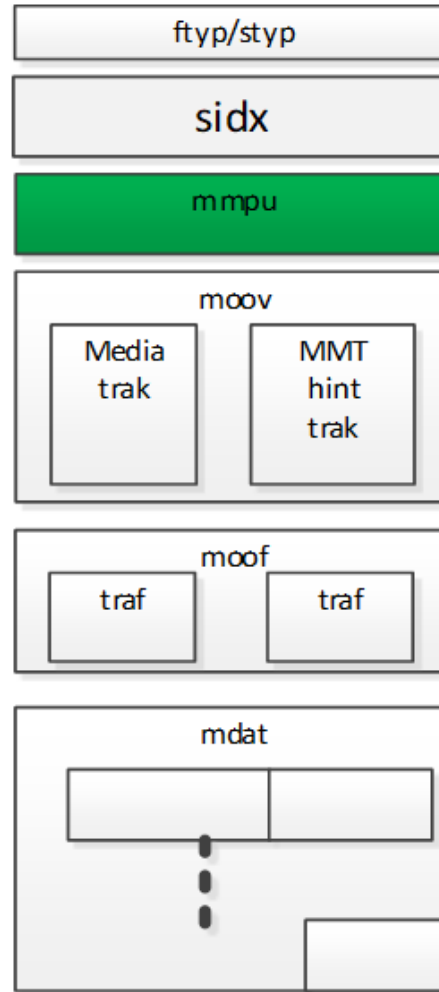 ftyp/styp
sidx
mmpu
moov
Media
trak
MMT
hint
trak
moof
traf
traf
mdat